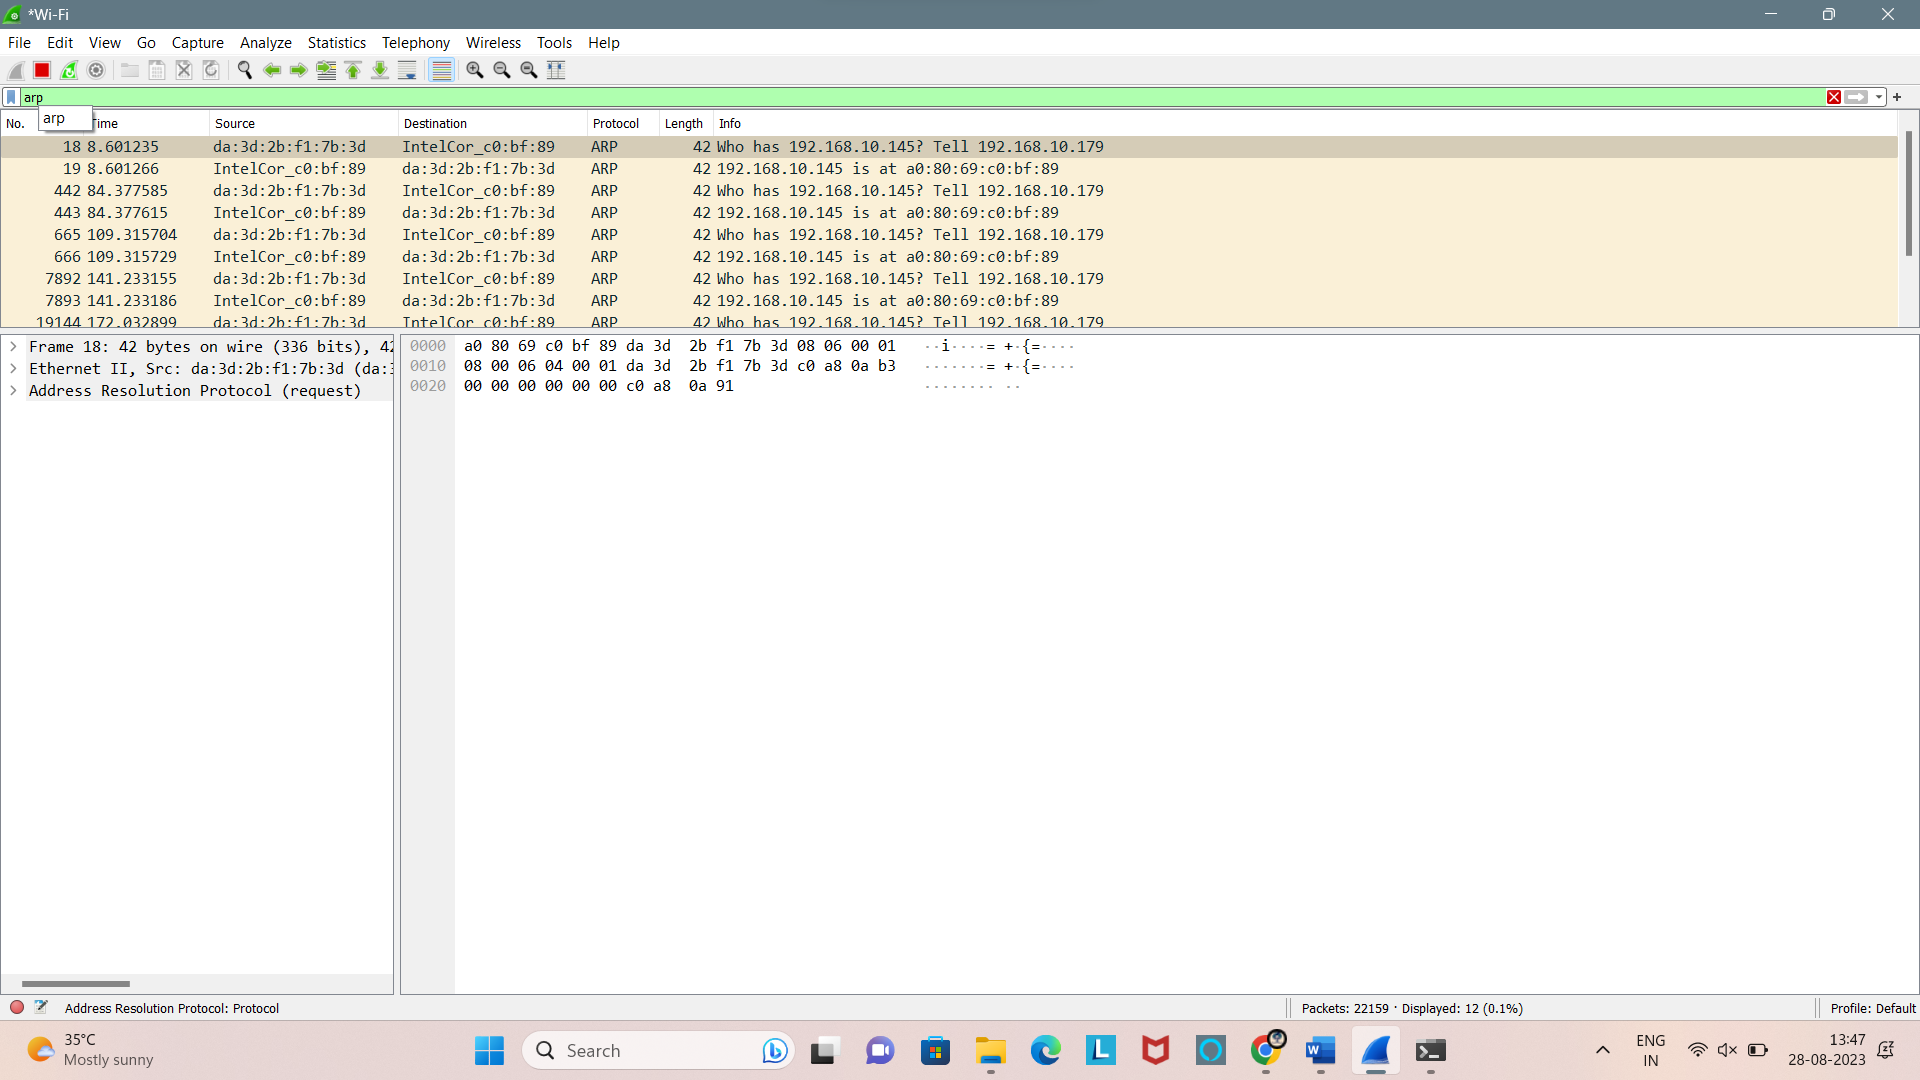 *Wi-Fi
File Edit View Go Capture Analyze Statistics Telephony Wireless Tools Help
arp
arp
No. Time Source Destination Protocol Length Info
18 8.601235 da:3d:2b:f1:7b:3d IntelCor_c0:bf:89 ARP 42 Who has 192.168.10.145? Tell 192.168.10.179
19 8.601266 IntelCor_c0:bf:89 da:3d:2b:f1:7b:3d ARP 42 192.168.10.145 is at a0:80:69:c0:bf:89
442 84.377585 da:3d:2b:f1:7b:3d IntelCor_c0:bf:89 ARP 42 Who has 192.168.10.145? Tell 192.168.10.179
443 84.377615 IntelCor_c0:bf:89 da:3d:2b:f1:7b:3d ARP 42 192.168.10.145 is at a0:80:69:c0:bf:89
665 109.315704 da:3d:2b:f1:7b:3d IntelCor_c0:bf:89 ARP 42 Who has 192.168.10.145? Tell 192.168.10.179
666 109.315729 IntelCor_c0:bf:89 da:3d:2b:f1:7b:3d ARP 42 192.168.10.145 is at a0:80:69:c0:bf:89
7892 141.233155 da:3d:2b:f1:7b:3d IntelCor_c0:bf:89 ARP 42 Who has 192.168.10.145? Tell 192.168.10.179
7893 141.233186 IntelCor_c0:bf:89 da:3d:2b:f1:7b:3d ARP 42 192.168.10.145 is at a0:80:69:c0:bf:89
19144 172.032899 da:3d:2b:f1:7b:3d IntelCor_c0:bf:89 ARP 42 Who has 192.168.10.145? Tell 192.168.10.179
Frame 18: 42 bytes on wire (336 bits), 42
Ethernet II, Src: da:3d:2b:f1:7b:3d (da:3
Address Resolution Protocol (request)
0000 a0 80 69 c0 bf 89 da 3d 2b f1 7b 3d 08 06 00 01 ··i····= +·{=····
0010 08 00 06 04 00 01 da 3d 2b f1 7b 3d c0 a8 0a b3 ·······= +·{=····
0020 00 00 00 00 00 00 c0 a8 0a 91 ········ ··
Address Resolution Protocol: Protocol
Packets: 22159 · Displayed: 12 (0.1%)
Profile: Default
35°C
Mostly sunny
Search
ENG
IN
13:47
28-08-2023